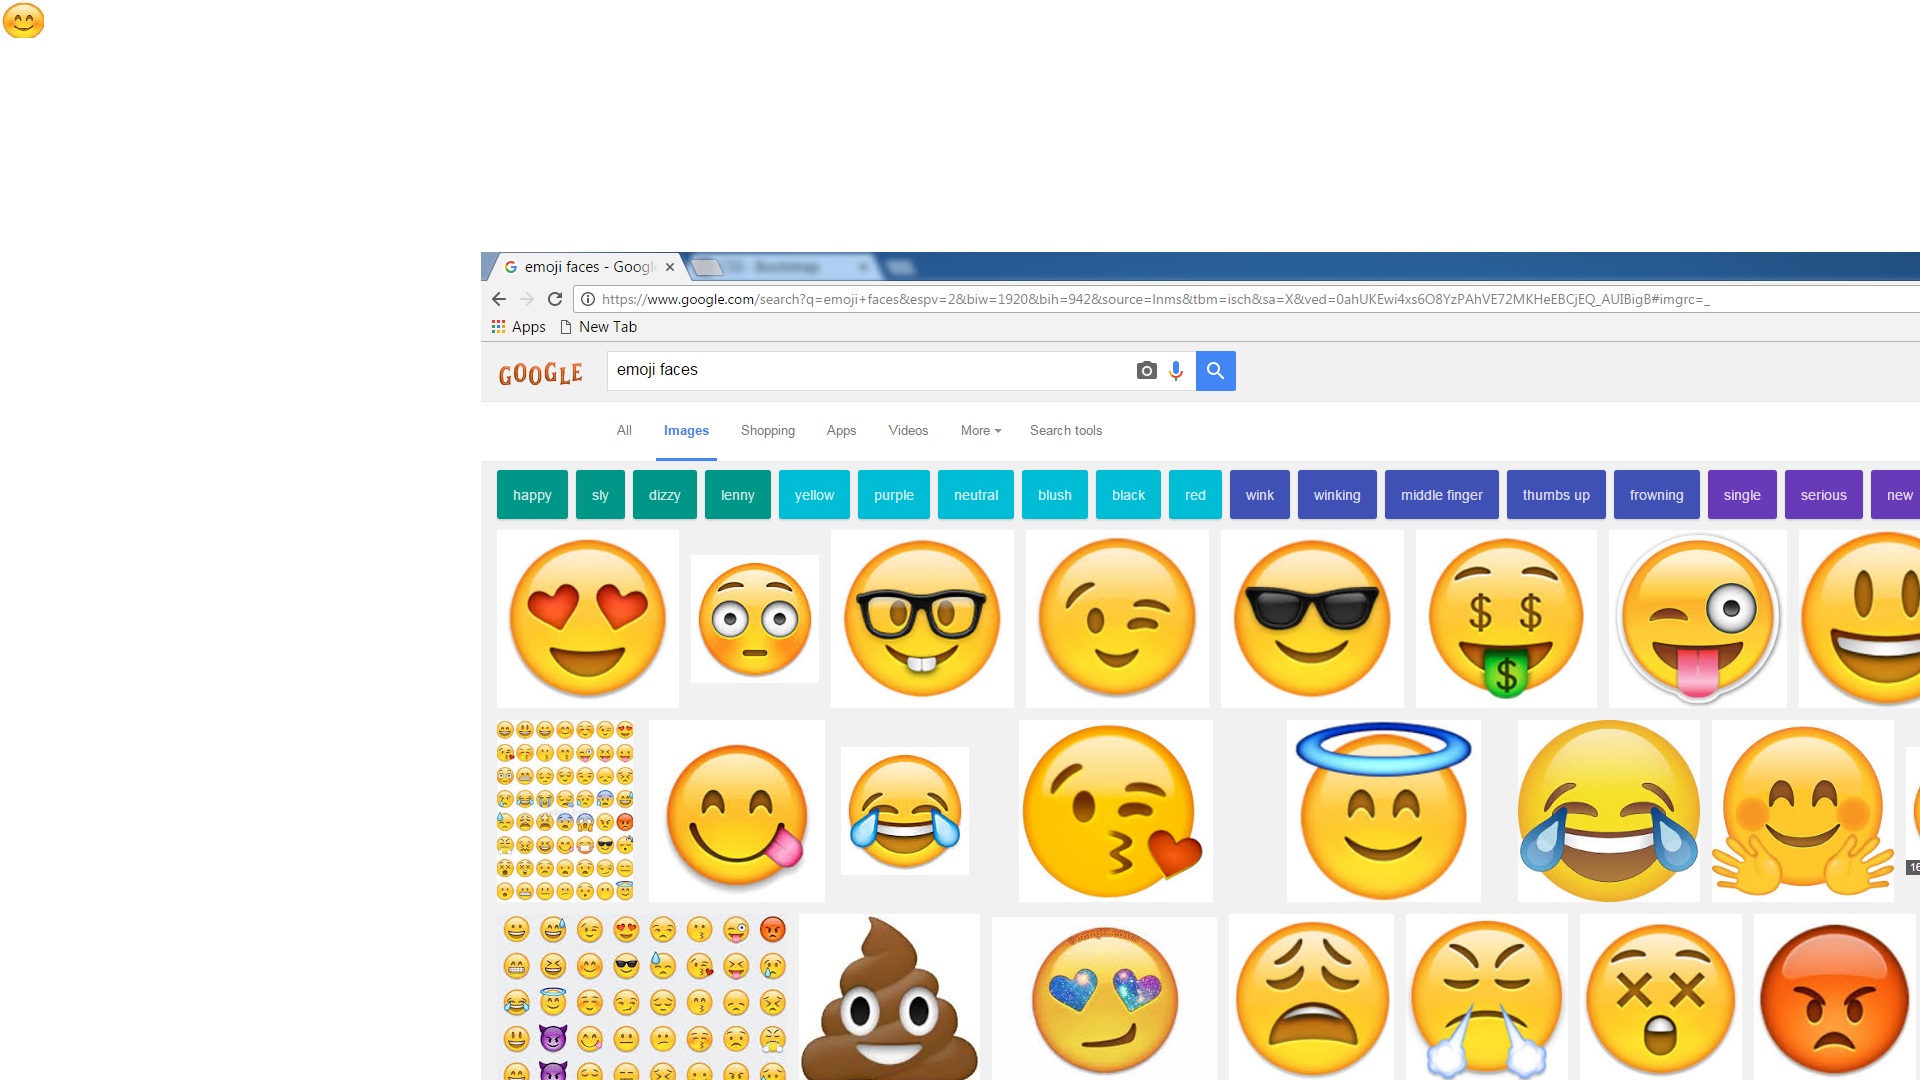 emoji faces - Googl
https://www.google.com/search?q=emoji+faces&espv=2&biw=1920&bih=942&source=lnms&tbm=isch&sa=X&ved=0ahUKEwi4xs6O8YzPAhVE72MKHeEBCjEQ_AUIBigB#imgrc=_
Apps New Tab
GOOGLE emoji faces
All Images Shopping Apps Videos More Search tools
happy sly dizzy lenny yellow purple neutral blush black red wink winking middle finger thumbs up frowning single serious new
$ $
$